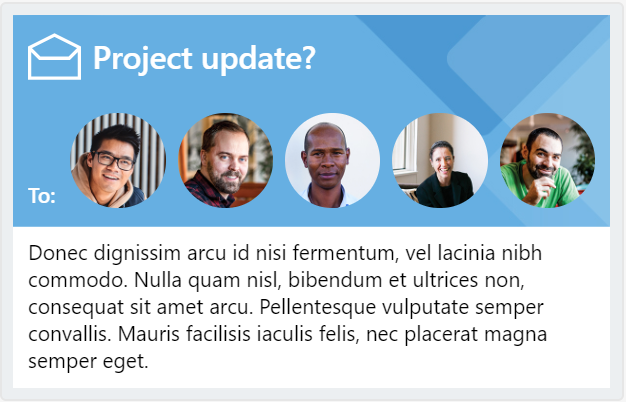 Project update?
To:
Donec dignissim arcu id nisi fermentum, vel lacinia nibh
commodo. Nulla quam nisl, bibendum et ultrices non,
consequat sit amet arcu. Pellentesque vulputate semper
convallis. Mauris facilisis iaculis felis, nec placerat magna
semper eget.